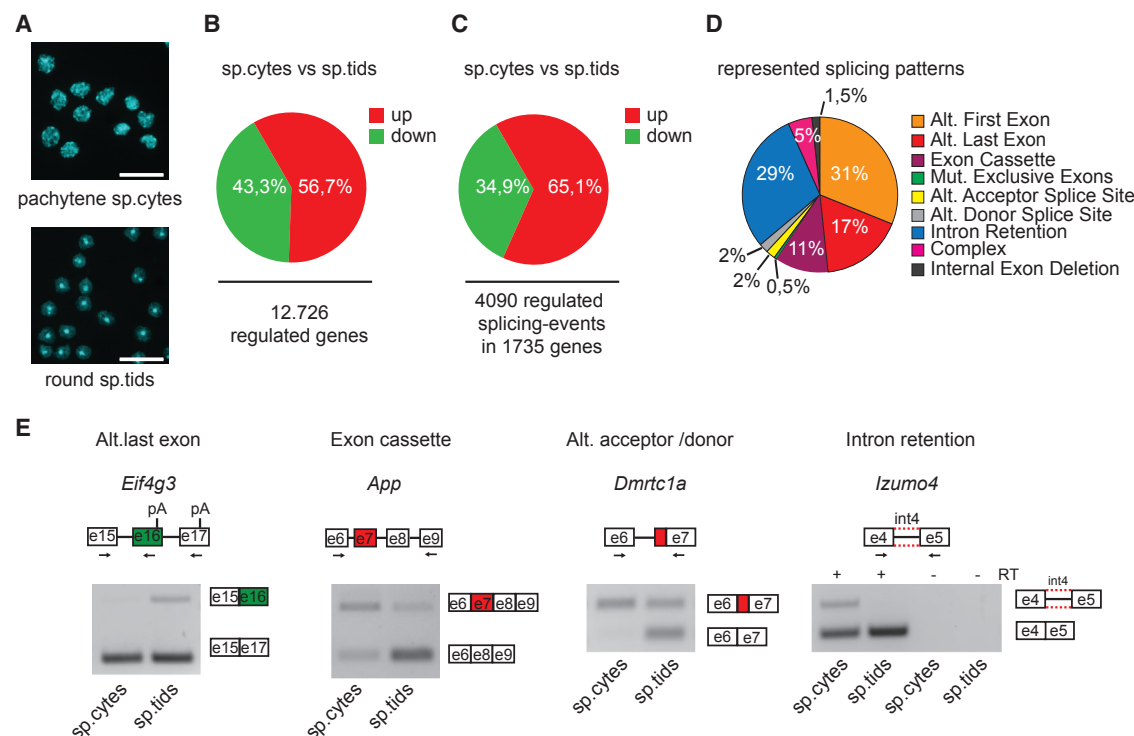 A
pachytene sp.cytes
round sp.tids
B
sp.cytes vs sp.tids
up
down
43,3%
56,7%
12.726
regulated genes
C
sp.cytes vs sp.tids
up
down
34,9%
65,1%
4090 regulated
splicing-events
in 1735 genes
D
represented splicing patterns
1,5%
5%
29%
31%
17%
11%
2%
2%
0,5%
Alt. First Exon
Alt. Last Exon
Exon Cassette
Mut. Exclusive Exons
Alt. Acceptor Splice Site
Alt. Donor Splice Site
Intron Retention
Complex
Internal Exon Deletion
E
Alt.last exon
Eif4g3
pA pA
e15 e16 e17
e15 e16
e15 e17
sp.cytes
sp.tids
Exon cassette
App
e6 e7 e8 e9
e6 e7 e8 e9
e6 e8 e9
sp.cytes
sp.tids
Alt. acceptor /donor
Dmrtc1a
e6 e7
e6 e7
e6 e7
sp.cytes
sp.tids
Intron retention
Izumo4
int4
e4 e5
+ + - - RT
int4
e4 e5
e4 e5
sp.cytes
sp.tids
sp.cytes
sp.tids